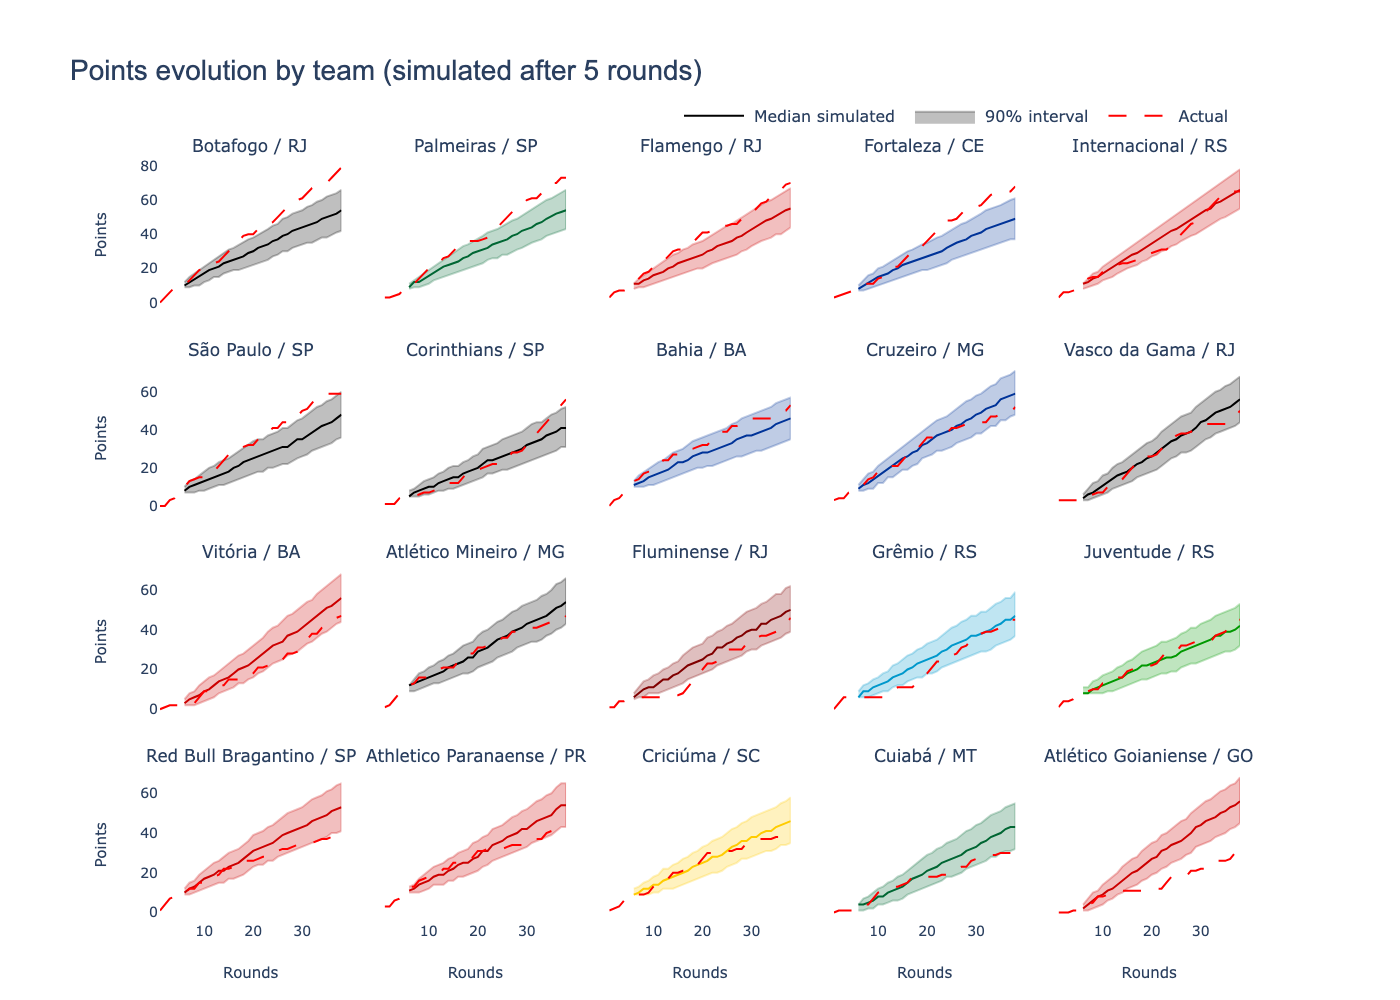 Points evolution by team (simulated after 5 rounds)
Median simulated 90% interval Actual
Botafogo / RJ Palmeiras / SP Flamengo / RJ Fortaleza / CE Internacional / RS
80
60
40
20
0
Points
São Paulo / SP Corinthians / SP Bahia / BA Cruzeiro / MG Vasco da Gama / RJ
60
40
20
0
Points
Vitória / BA Atlético Mineiro / MG Fluminense / RJ Grêmio / RS Juventude / RS
60
40
20
0
Points
Red Bull Bragantino / SP Athletico Paranaense / PR Criciúma / SC Cuiabá / MT Atlético Goianiense / GO
60
40
20
0
Points
10 20 30 10 20 30 10 20 30 10 20 30 10 20 30
Rounds Rounds Rounds Rounds Rounds